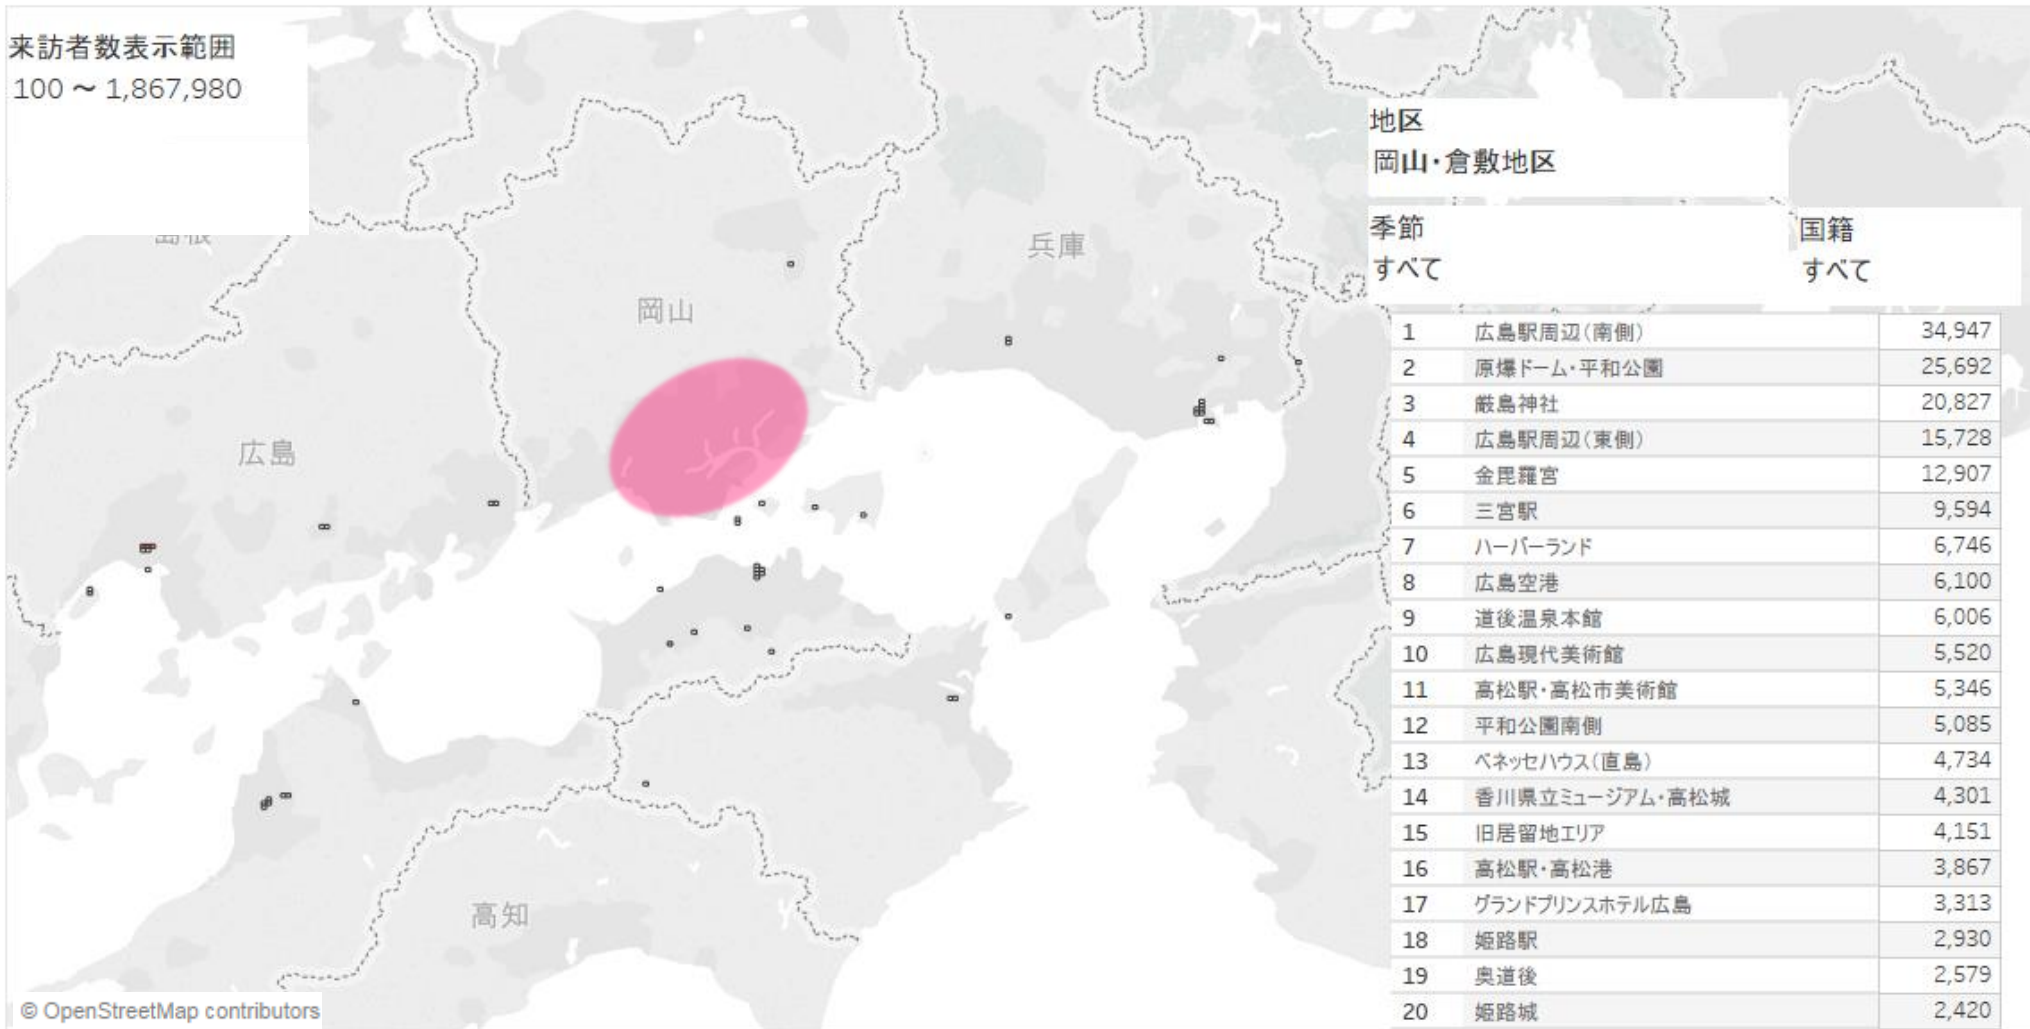 来訪者数表示範囲
100 ～ 1,867,980
地区
岡山・倉敷地区
季節
すべて
国籍
すべて
島根
兵庫
岡山
広島
高知
1 広島駅周辺(南側) 34,947
2 原爆ドーム・平和公園 25,692
3 厳島神社 20,827
4 広島駅周辺(東側) 15,728
5 金毘羅宮 12,907
6 三宮駅 9,594
7 ハーバーランド 6,746
8 広島空港 6,100
9 道後温泉本館 6,006
10 広島現代美術館 5,520
11 高松駅・高松市美術館 5,346
12 平和公園南側 5,085
13 ベネッセハウス(直島) 4,734
14 香川県立ミュージアム・高松城 4,301
15 旧居留地エリア 4,151
16 高松駅・高松港 3,867
17 グランドプリンスホテル広島 3,313
18 姫路駅 2,930
19 奥道後 2,579
20 姫路城 2,420
© OpenStreetMap contributors